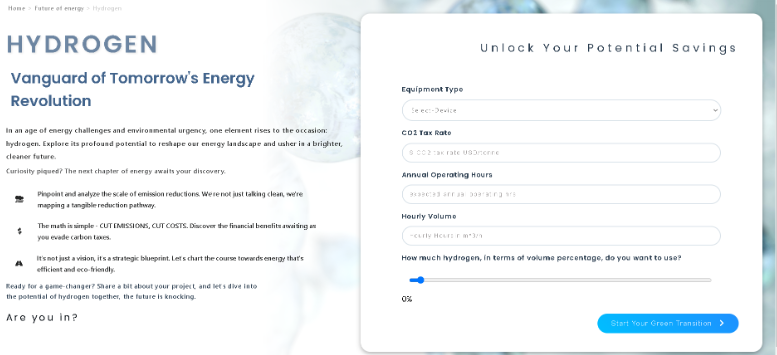 Home > Future of energy > Hydrogen
HYDROGEN
Vanguard of Tomorrow's Energy
Revolution
In an age of energy challenges and environmental urgency, one element rises to the occasion:
hydrogen. Explore its profound potential to reshape our energy landscape and usher in a brighter,
cleaner future.
Curiosity piqued? The next chapter of energy awaits your discovery.
Pinpoint and analyze the scale of emission reductions. We're not just talking clean, we're
mapping a tangible reduction pathway.
The math is simple - CUT EMISSIONS, CUT COSTS. Discover the financial benefits awaiting as
you evade carbon taxes.
It's not just a vision, it's a strategic blueprint. Let's chart the course towards energy that's
efficient and eco-friendly.
Ready for a game-changer? Share a bit about your project, and let's dive into
the potential of hydrogen together, the future is knocking.
Are you in?
Unlock Your Potential Savings
Equipment Type
Select-Device
CO2 Tax Rate
CO2 tax rate USD/tonne
Annual Operating Hours
expected annual operating hrs
Hourly Volume
Hourly in m^3/h
How much hydrogen, in terms of volume percentage, do you want to use?
0%
Start Your Green Transition